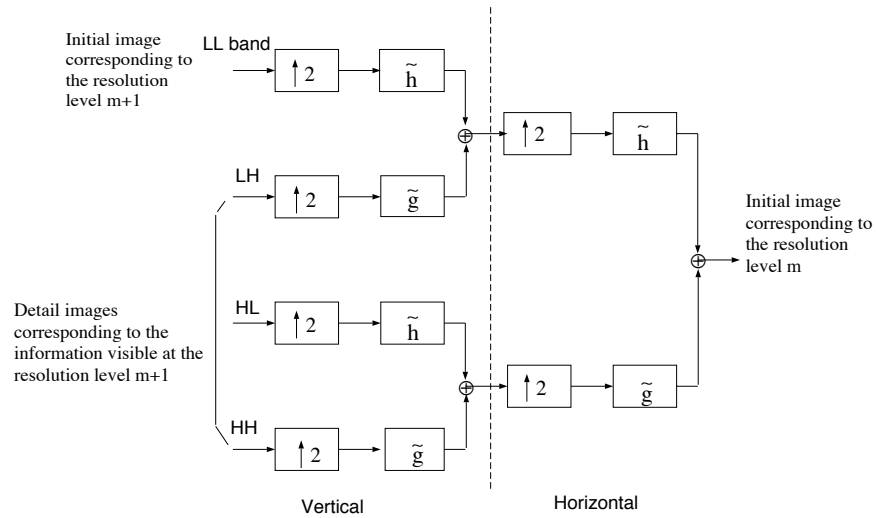 Initial image
corresponding to
the resolution
level m+1
LL band
↑ 2
h̃
↑ 2
h̃
LH
↑ 2
g̃
Initial image
corresponding to
the resolution
level m
Detail images
corresponding to the
information visible at the
resolution level m+1
HL
↑ 2
h̃
↑ 2
g̃
HH
↑ 2
g̃
Vertical
Horizontal